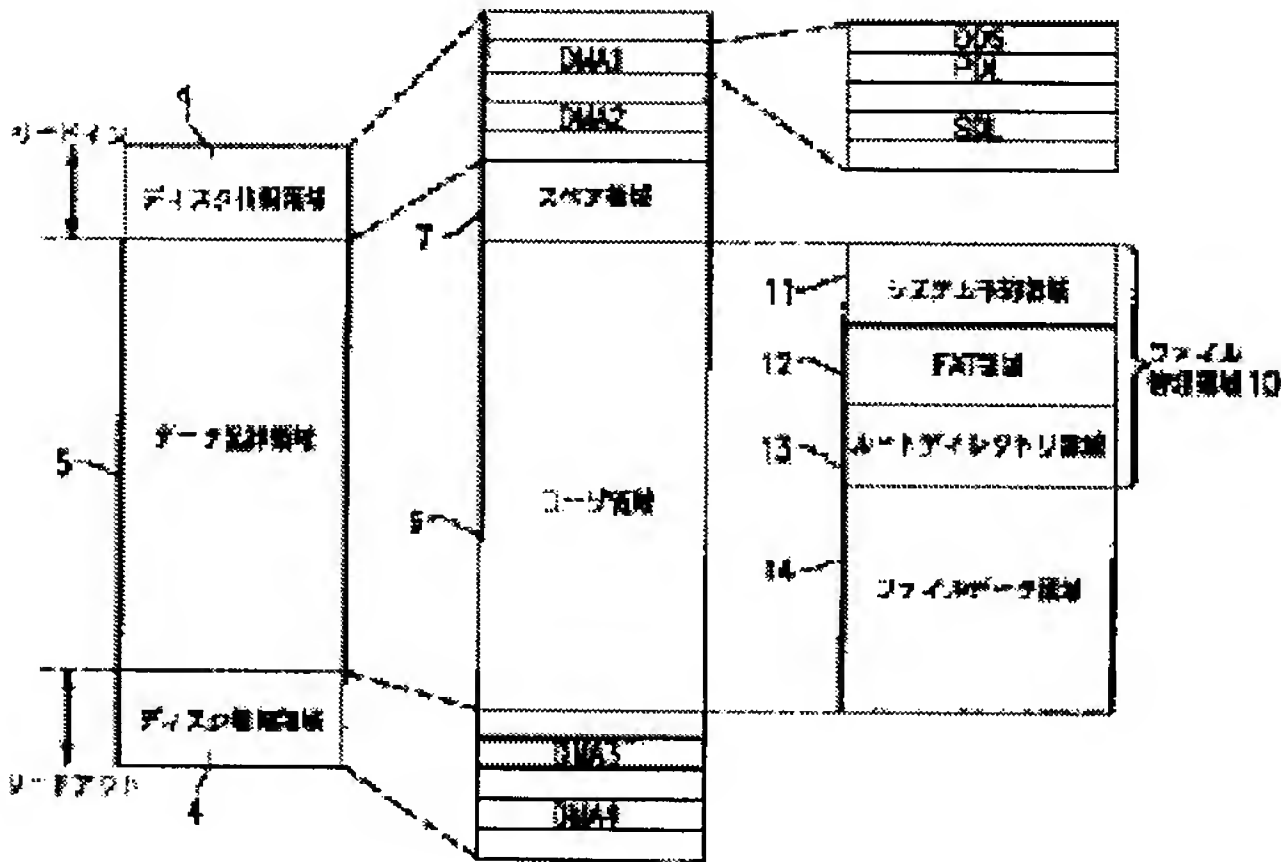 DMA1
DMA2
DDS
PDL
SDL
リードイン
4
ディスク情報領域
スペア領域
7
11
システム予約領域
12
FAT領域
ファイル
管理領域10
13
ルートディレクトリ領域
5
データ記録領域
ユーザ領域
6
14
ファイルデータ領域
ディスク情報領域
リードアウト
4
DMA3
DMA4